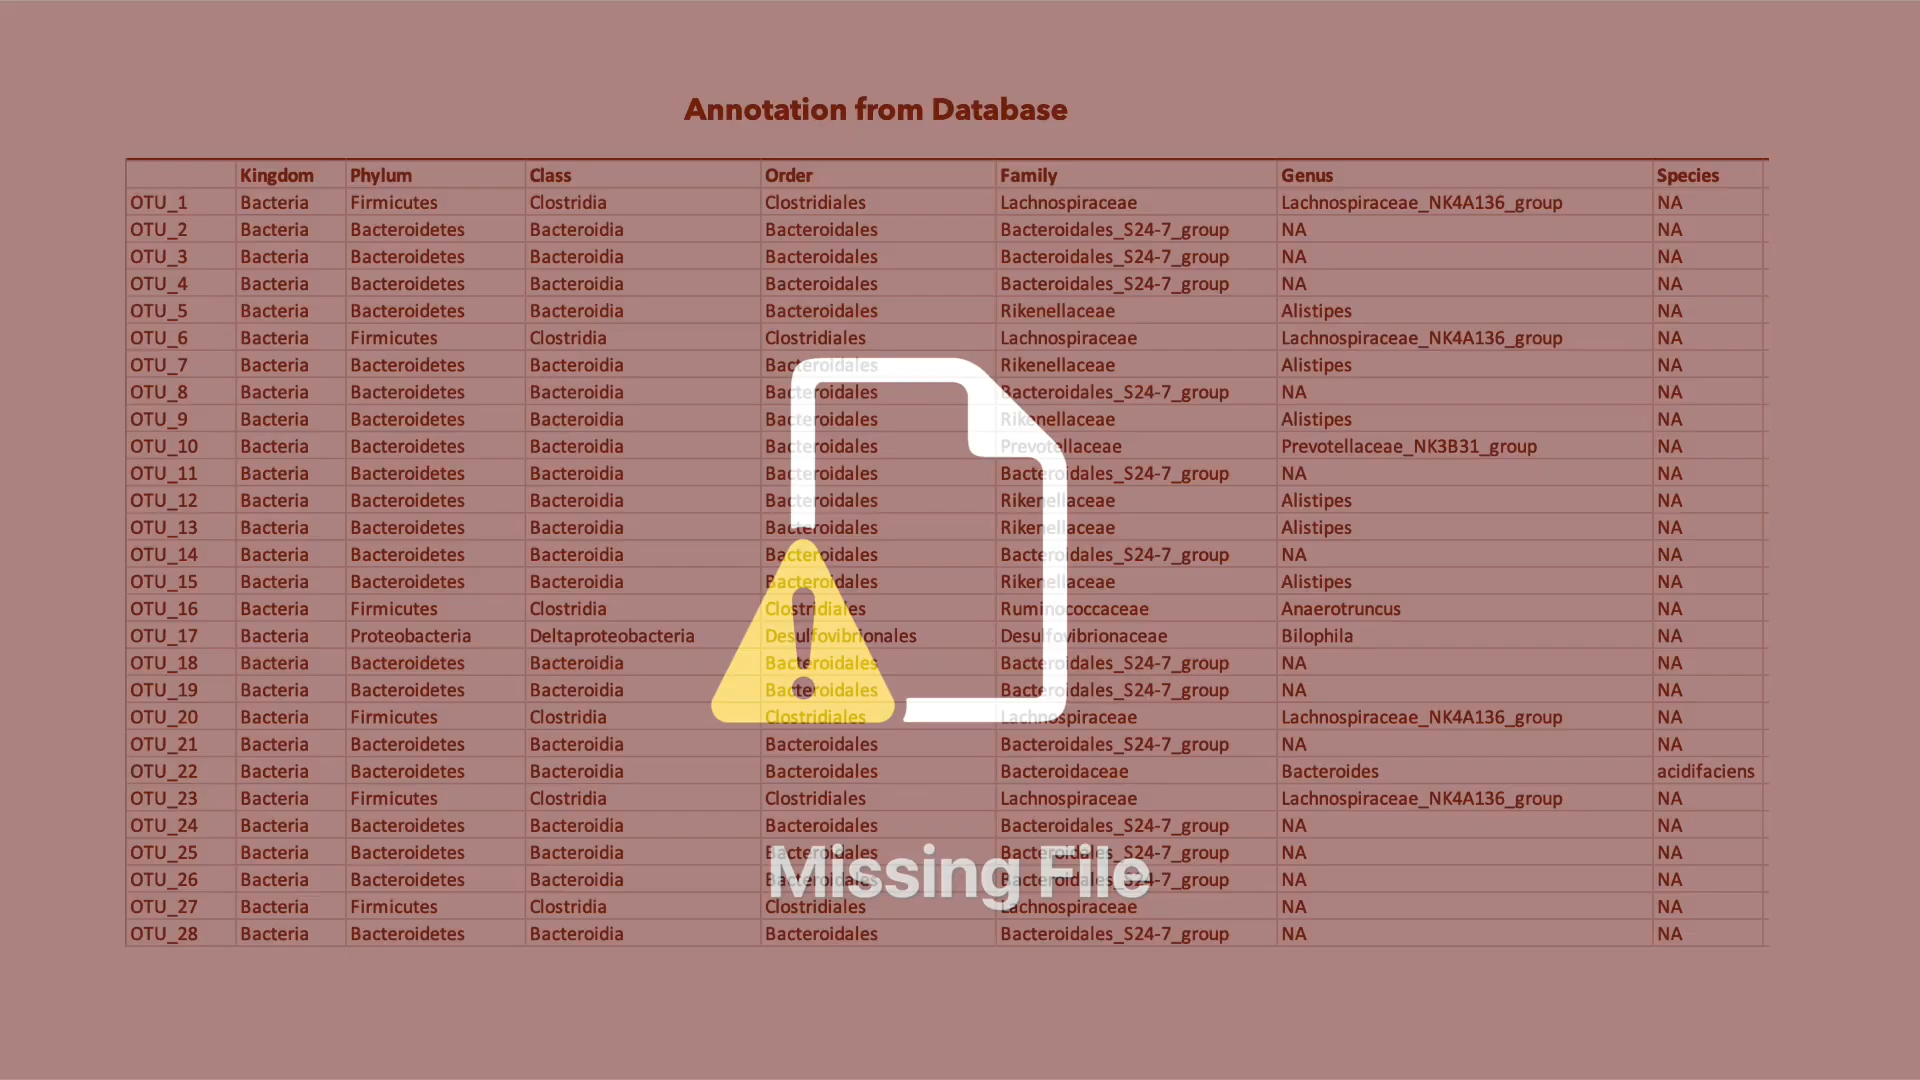 Annotation from Database
Kingdom Phylum Class Order Family Genus Species
OTU_1 Bacteria Firmicutes Clostridia Clostridiales Lachnospiraceae Lachnospiraceae_NK4A136_group NA
OTU_2 Bacteria Bacteroidetes Bacteroidia Bacteroidales Bacteroidales_S24-7_group NA NA
OTU_3 Bacteria Bacteroidetes Bacteroidia Bacteroidales Bacteroidales_S24-7_group NA NA
OTU_4 Bacteria Bacteroidetes Bacteroidia Bacteroidales Bacteroidales_S24-7_group NA NA
OTU_5 Bacteria Bacteroidetes Bacteroidia Bacteroidales Rikenellaceae Alistipes NA
OTU_6 Bacteria Firmicutes Clostridia Clostridiales Lachnospiraceae Lachnospiraceae_NK4A136_group NA
OTU_7 Bacteria Bacteroidetes Bacteroidia Bacteroidales Rikenellaceae Alistipes NA
OTU_8 Bacteria Bacteroidetes Bacteroidia Bacteroidales Bacteroidales_S24-7_group NA NA
OTU_9 Bacteria Bacteroidetes Bacteroidia Bacteroidales Rikenellaceae Alistipes NA
OTU_10 Bacteria Bacteroidetes Bacteroidia Bacteroidales Prevotellaceae Prevotellaceae_NK3B31_group NA
OTU_11 Bacteria Bacteroidetes Bacteroidia Bacteroidales Bacteroidales_S24-7_group NA NA
OTU_12 Bacteria Bacteroidetes Bacteroidia Bacteroidales Rikenellaceae Alistipes NA
OTU_13 Bacteria Bacteroidetes Bacteroidia Bacteroidales Rikenellaceae Alistipes NA
OTU_14 Bacteria Bacteroidetes Bacteroidia Bacteroidales Bacteroidales_S24-7_group NA NA
OTU_15 Bacteria Bacteroidetes Bacteroidia Bacteroidales Rikenellaceae Alistipes NA
OTU_16 Bacteria Firmicutes Clostridia Clostridiales Ruminococcaceae Anaerotruncus NA
OTU_17 Bacteria Proteobacteria Deltaproteobacteria Desulfovibrionales Desulfovibrionaceae Bilophila NA
OTU_18 Bacteria Bacteroidetes Bacteroidia Bacteroidales Bacteroidales_S24-7_group NA NA
OTU_19 Bacteria Bacteroidetes Bacteroidia Bacteroidales Bacteroidales_S24-7_group NA NA
OTU_20 Bacteria Firmicutes Clostridia Clostridiales Lachnospiraceae Lachnospiraceae_NK4A136_group NA
OTU_21 Bacteria Bacteroidetes Bacteroidia Bacteroidales Bacteroidales_S24-7_group NA NA
OTU_22 Bacteria Bacteroidetes Bacteroidia Bacteroidales Bacteroidaceae Bacteroides acidifaciens
OTU_23 Bacteria Firmicutes Clostridia Clostridiales Lachnospiraceae Lachnospiraceae_NK4A136_group NA
OTU_24 Bacteria Bacteroidetes Bacteroidia Bacteroidales Bacteroidales_S24-7_group NA NA
OTU_25 Bacteria Bacteroidetes Bacteroidia Bacteroidales Bacteroidales_S24-7_group NA NA
OTU_26 Bacteria Bacteroidetes Bacteroidia Bacteroidales Bacteroidales_S24-7_group NA NA
OTU_27 Bacteria Firmicutes Clostridia Clostridiales Lachnospiraceae NA NA
OTU_28 Bacteria Bacteroidetes Bacteroidia Bacteroidales Bacteroidales_S24-7_group NA NA
Missing File